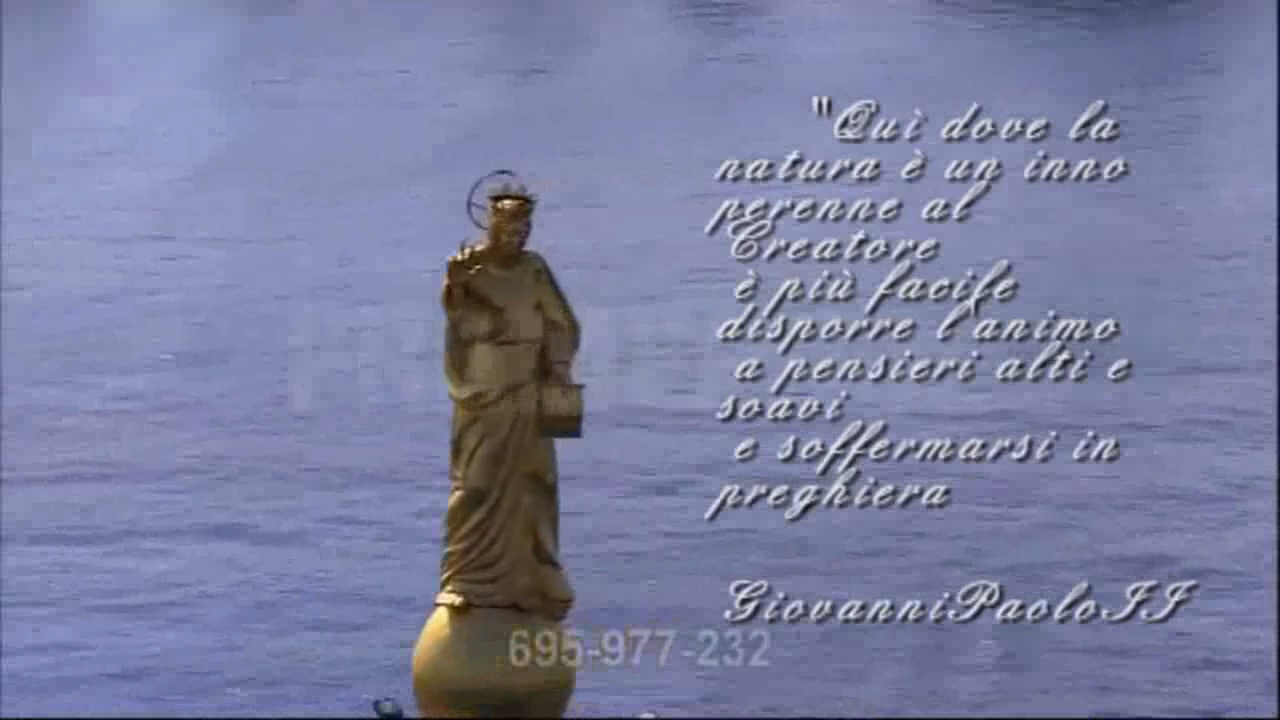 "Quì dove la
natura è un inno
perenne al
Creatore
è più facile
disporre l'animo
a pensieri alti e
soavi
e soffermarsi in
preghiera
GiovanniPaoloII
695-977-232